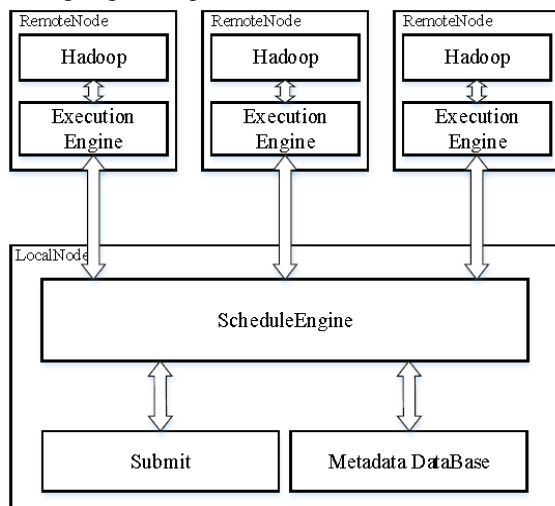 RemoteNode
RemoteNode
RemoteNode
Hadoop
Hadoop
Hadoop
Execution
Engine
Execution
Engine
Execution
Engine
LocalNode
ScheduleEngine
Submit
Metadata DataBase